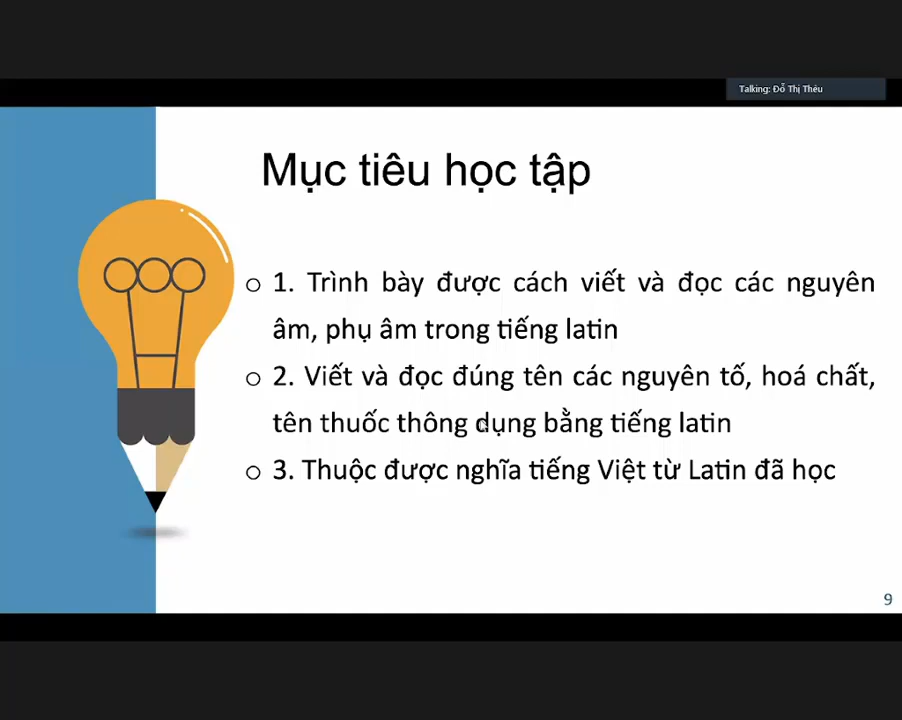 Talking: Đỗ Thị Thêu
Mục tiêu học tập
o 1. Trình bày được cách viết và đọc các nguyên
âm, phụ âm trong tiếng latin
o 2. Viết và đọc đúng tên các nguyên tố, hoá chất,
tên thuốc thông dụng bằng tiếng latin
o 3. Thuộc được nghĩa tiếng Việt từ Latin đã học
9